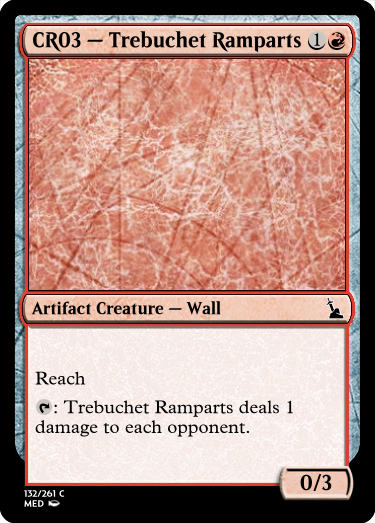 CR03 — Trebuchet Ramparts 1
Artifact Creature — Wall
Reach
: Trebuchet Ramparts deals 1
damage to each opponent.
0/3
132/261 C
MED